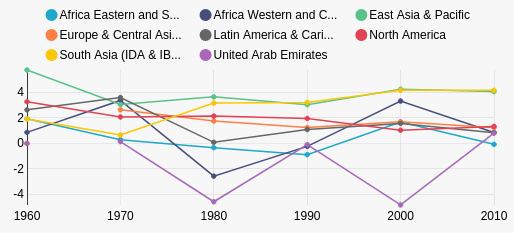 Africa Eastern and S... Africa Western and C... East Asia & Pacific
Europe & Central Asi... Latin America & Cari... North America
South Asia (IDA & IB... United Arab Emirates
4
2
0
-2
-4
1960 1970 1980 1990 2000 2010